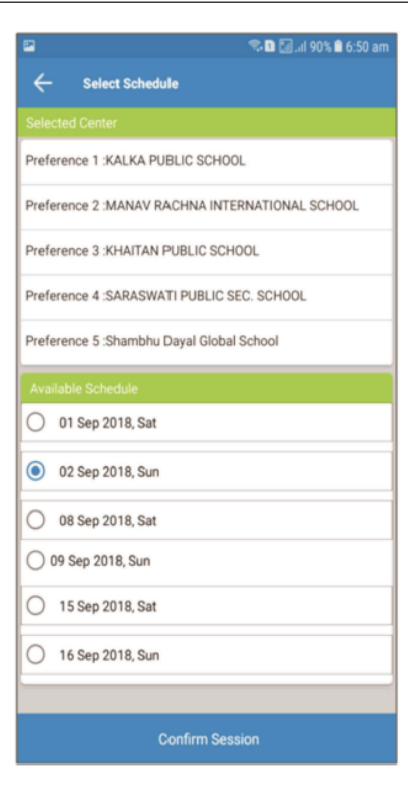 90% 6:50 am
Select Schedule
Selected Center
Preference 1 :KALKA PUBLIC SCHOOL
Preference 2 :MANAV RACHNA INTERNATIONAL SCHOOL
Preference 3 :KHAITAN PUBLIC SCHOOL
Preference 4 :SARASWATI PUBLIC SEC. SCHOOL
Preference 5 :Shambhu Dayal Global School
Available Schedule
01 Sep 2018, Sat
02 Sep 2018, Sun
08 Sep 2018, Sat
09 Sep 2018, Sun
15 Sep 2018, Sat
16 Sep 2018, Sun
Confirm Session